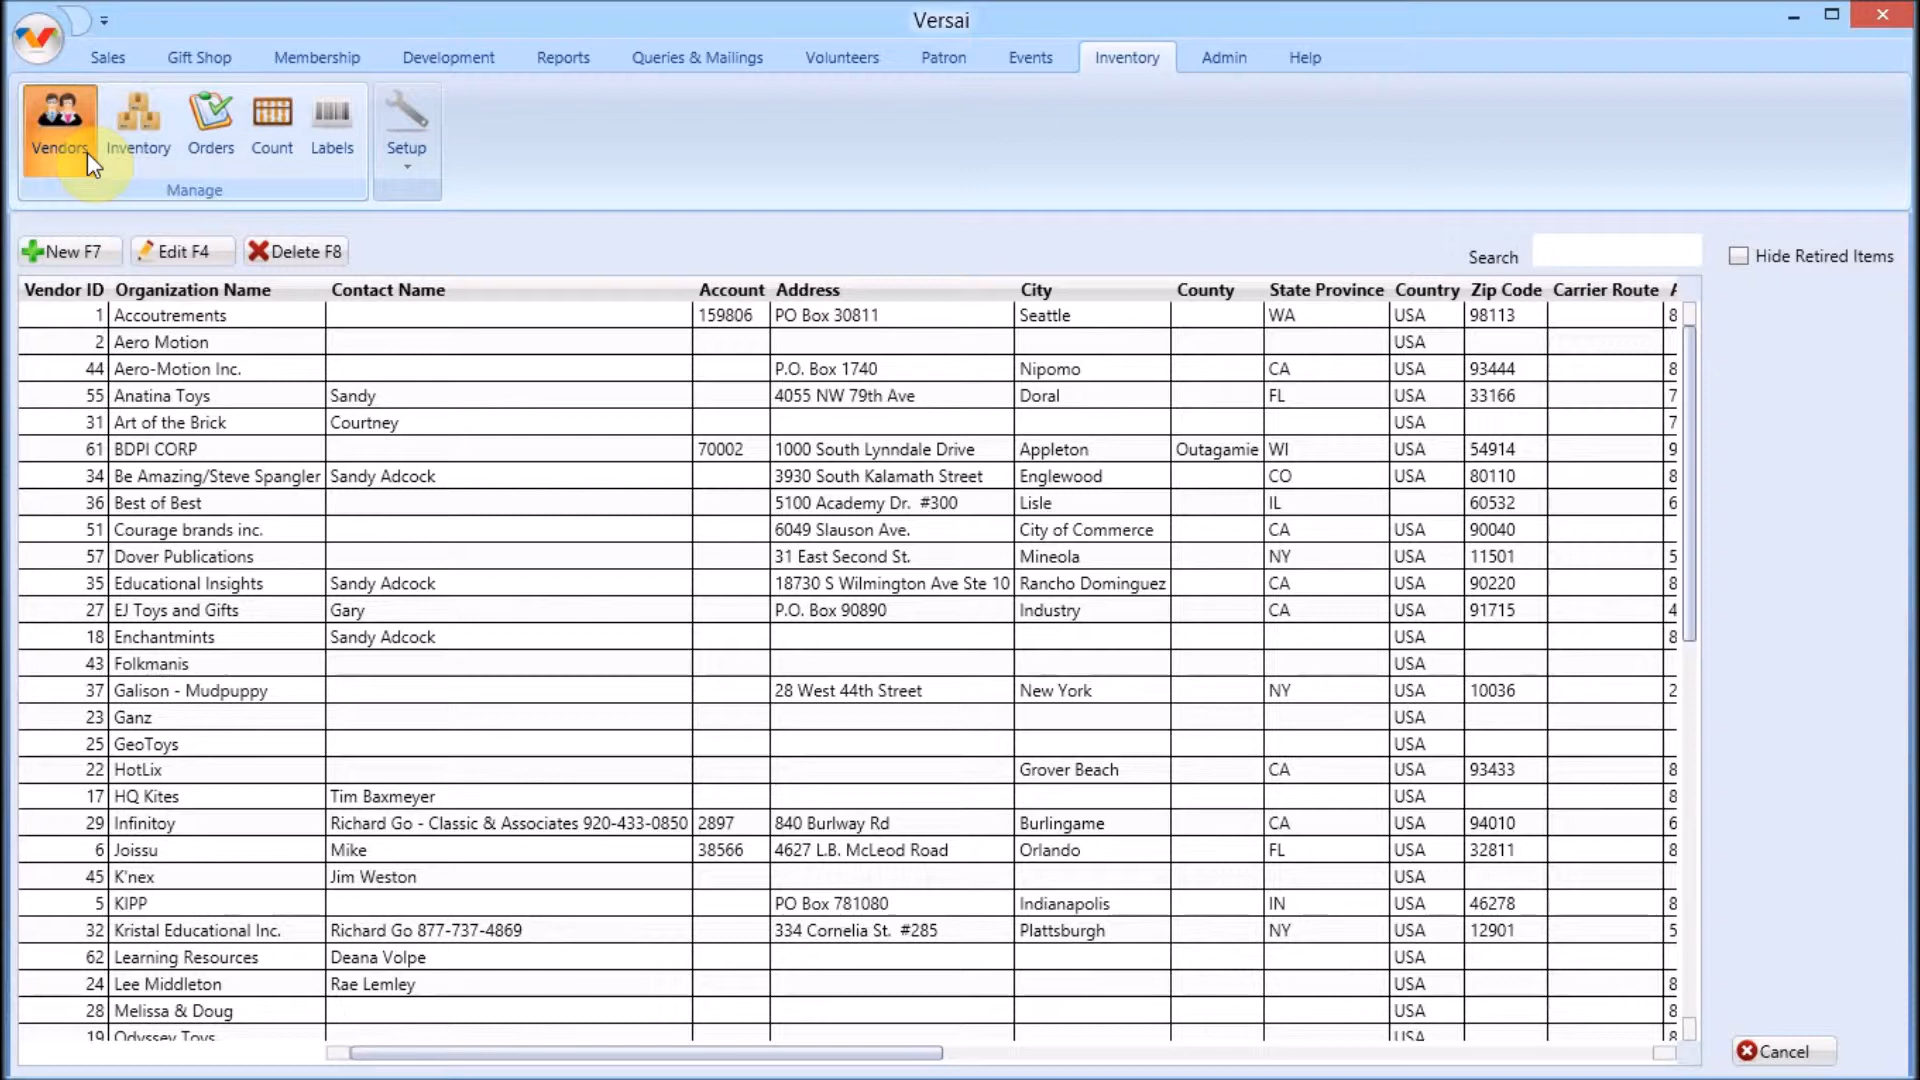 Versai
Sales Gift Shop Membership Development Reports Queries & Mailings Volunteers Patron Events Inventory Admin Help
Vendors Inventory Orders Count Labels Setup
Manage
New F7 Edit F4 Delete F8 Search Hide Retired Items
Vendor ID Organization Name Contact Name Account Address City County State Province Country Zip Code Carrier Route
1 Accoutrements 159806 PO Box 30811 Seattle WA USA 98113 8
2 Aero Motion USA
44 Aero-Motion Inc. P.O. Box 1740 Nipomo CA USA 93444 8
55 Anatina Toys Sandy 4055 NW 79th Ave Doral FL USA 33166 7
31 Art of the Brick Courtney USA 7
61 BDPI CORP 70002 1000 South Lynndale Drive Appleton Outagamie WI USA 54914 9
34 Be Amazing/Steve Spangler Sandy Adcock 3930 South Kalamath Street Englewood CO USA 80110 8
36 Best of Best 5100 Academy Dr. #300 Lisle IL 60532 6
51 Courage brands inc. 6049 Slauson Ave. City of Commerce CA USA 90040
57 Dover Publications 31 East Second St. Mineola NY USA 11501 5
35 Educational Insights Sandy Adcock 18730 S Wilmington Ave Ste 10 Rancho Dominguez CA USA 90220 8
27 EJ Toys and Gifts Gary P.O. Box 90890 Industry CA USA 91715 4
18 Enchantmints Sandy Adcock USA 8
43 Folkmanis USA
37 Galison - Mudpuppy 28 West 44th Street New York NY USA 10036 2
23 Ganz USA
25 GeoToys USA
22 HotLix Grover Beach CA USA 93433 8
17 HQ Kites Tim Baxmeyer USA 8
29 Infinitoy Richard Go - Classic & Associates 920-433-0850 2897 840 Burlway Rd Burlingame CA USA 94010 6
6 Joissu Mike 38566 4627 L.B. McLeod Road Orlando FL USA 32811 8
45 K'nex Jim Weston USA
5 KIPP PO Box 781080 Indianapolis IN USA 46278 8
32 Kristal Educational Inc. Richard Go 877-737-4869 334 Cornelia St. #285 Plattsburgh NY USA 12901 5
62 Learning Resources Deana Volpe USA
24 Lee Middleton Rae Lemley USA 8
28 Melissa & Doug USA 8
19 Odyssey Toys USA 8
Cancel